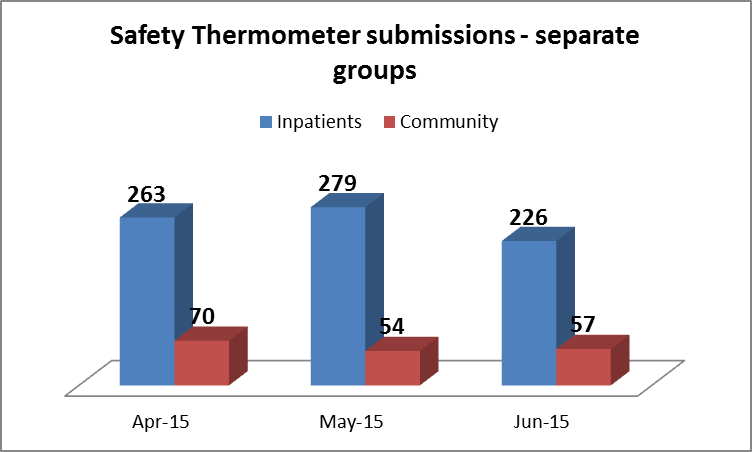 Safety Thermometer submissions - separate
groups
Inpatients Community
263 279 226
70 54 57
Apr-15 May-15 Jun-15